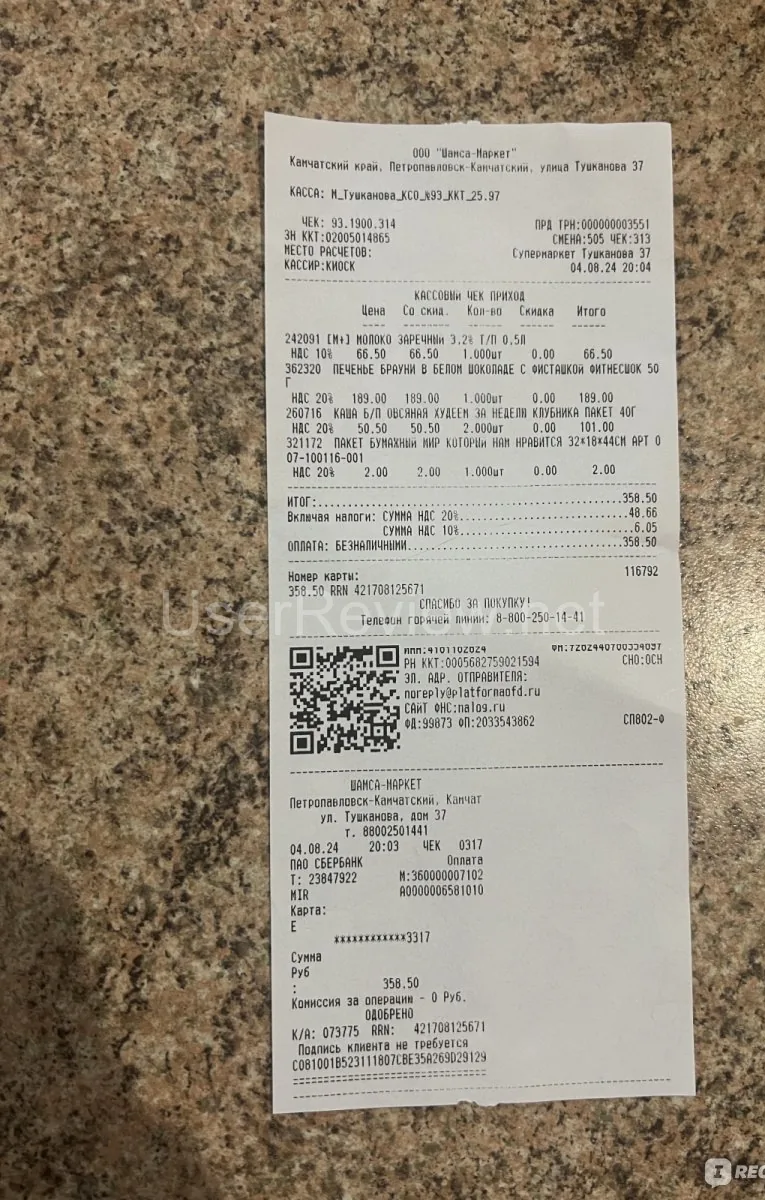 ООО "Шамса-Маркет"
Камчатский край, Петропавловск-Камчатский, улица Тушканова 37
КАССА: М_Тушканова_КСО_№93_ККТ_25.97
ЧЕК: 93.1900.314 ПРД ТРН:000000003551
ЗН ККТ:02005014865 СМЕНА:505 ЧЕК:313
МЕСТО РАСЧЕТОВ: Супермаркет Тушканова 37
КАССИР:КИОСК 04.08.24 20:04
КАССОВЫЙ ЧЕК ПРИХОД
Цена Со скид. Кол-во Скидка Итого
242091 [М+] МОЛОКО ЗАРЕЧНЫЙ 3,2% Т/П 0,5Л
НДС 10% 66.50 66.50 1.000шт 0.00 66.50
362320 ПЕЧЕНЬЕ БРАУНИ В БЕЛОМ ШОКОЛАДЕ С ФИСТАШКОЙ ФИТНЕСШОК 50
Г
НДС 20% 189.00 189.00 1.000шт 0.00 189.00
260716 КАША Б/П ОВСЯНАЯ ХУДЕЕМ ЗА НЕДЕЛЮ КЛУБНИКА ПАКЕТ 40Г
НДС 20% 50.50 50.50 2.000шт 0.00 101.00
321172 ПАКЕТ БУМАЖНЫЙ МИР КОТОРЫЙ НАМ НРАВИТСЯ 32*18*44СМ АРТ 0
07-100116-001
НДС 20% 2.00 2.00 1.000шт 0.00 2.00
ИТОГ:...358.50
Включая налоги: СУММА НДС 20%...48.66
СУММА НДС 10%...6.05
ОПЛАТА: БЕЗНАЛИЧНЫМИ...358.50
Номер карты: 116792
358.50 RRN 421708125671
СПАСИБО ЗА ПОКУПКУ!
Телефон горячей линии: 8-800-250-14-41
UserReview.net
ИНН:4101102024 ФН:7202440700334097
РН ККТ:0005682759021594 СНО:ОСН
ЭЛ. АДР. ОТПРАВИТЕЛЯ:
noreply@platformaofd.ru
САЙТ ФНС:nalog.ru
ФД:99873 ФП:2033543862 СП802-Ф
ШАМСА-МАРКЕТ
Петропавловск-Камчатский, Камчат
ул. Тушканова, дом 37
т. 88002501441
04.08.24 20:03 ЧЕК 0317
ПАО СБЕРБАНК Оплата
Т: 23847922 М:360000007102
MIR A0000006581010
Карта:
Е
************3317
Сумма
Руб
:
358.50
Комиссия за операцию - 0 Руб.
ОДОБРЕНО
К/А: 073775 RRN: 421708125671
Подпись клиента не требуется
C081001B523111807CBE35A269D29129
I REC